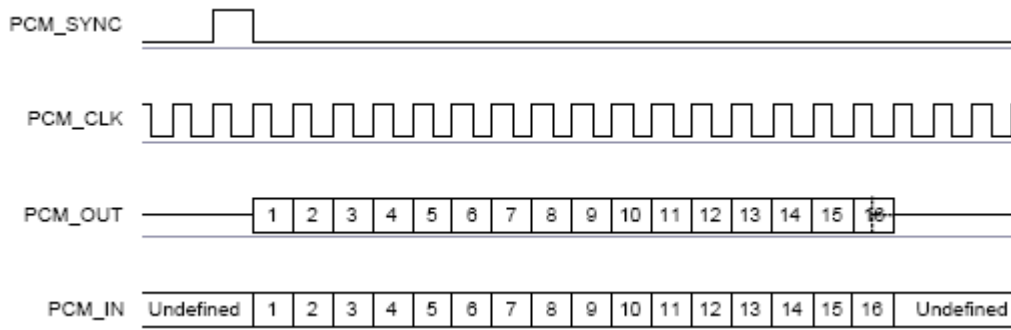 PCM_SYNC
PCM_CLK
PCM_OUT 1 2 3 4 5 6 7 8 9 10 11 12 13 14 15 16
PCM_IN Undefined 1 2 3 4 5 6 7 8 9 10 11 12 13 14 15 16 Undefined